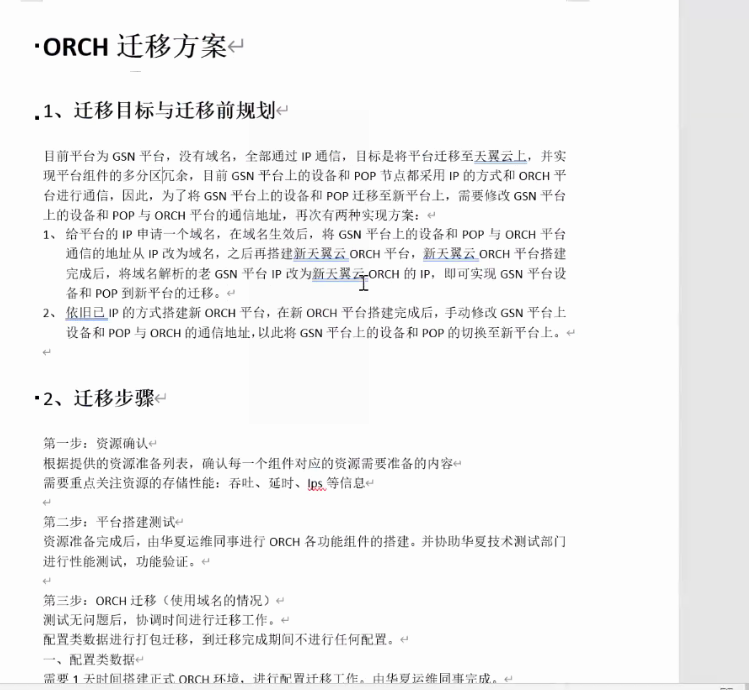 ORCH 迁移方案
1、迁移目标与迁移前规划
目前平台为 GSN 平台，没有域名，全部通过 IP 通信，目标是将平台迁移至天翼云上，并实
现平台组件的多分区冗余，目前 GSN 平台上的设备和 POP 节点都采用 IP 的方式和 ORCH 平
台进行通信，因此，为了将 GSN 平台上的设备和 POP 迁移至新平台上，需要修改 GSN 平台
上的设备和 POP 与 ORCH 平台的通信地址，再次有两种实现方案：
1、 给平台的 IP 申请一个域名，在域名生效后，将 GSN 平台上的设备和 POP 与 ORCH 平台
通信的地址从 IP 改为域名，之后再搭建新天翼云 ORCH 平台，新天翼云 ORCH 平台搭建
完成后，将域名解析的老 GSN 平台 IP 改为新天翼云 ORCH 的 IP，即可实现 GSN 平台设
备和 POP 到新平台的迁移。
2、 依旧已 IP 的方式搭建新 ORCH 平台，在新 ORCH 平台搭建完成后，手动修改 GSN 平台上
设备和 POP 与 ORCH 的通信地址，以此将 GSN 平台上的设备和 POP 的切换至新平台上。
2、迁移步骤
第一步：资源确认
根据提供的资源准备列表，确认每一个组件对应的资源需要准备的内容
需要重点关注资源的存储性能：吞吐、延时、Ips 等信息
第二步：平台搭建测试
资源准备完成后，由华夏运维同事进行 ORCH 各功能组件的搭建。并协助华夏技术测试部门
进行性能测试，功能验证。
第三步：ORCH 迁移（使用域名的情况）
测试无问题后，协调时间进行迁移工作。
配置类数据进行打包迁移，到迁移完成期间不进行任何配置。
一、配置类数据
需要 1 天时间搭建正式 ORCH 环境，进行配置迁移工作。由华夏运维同事完成。